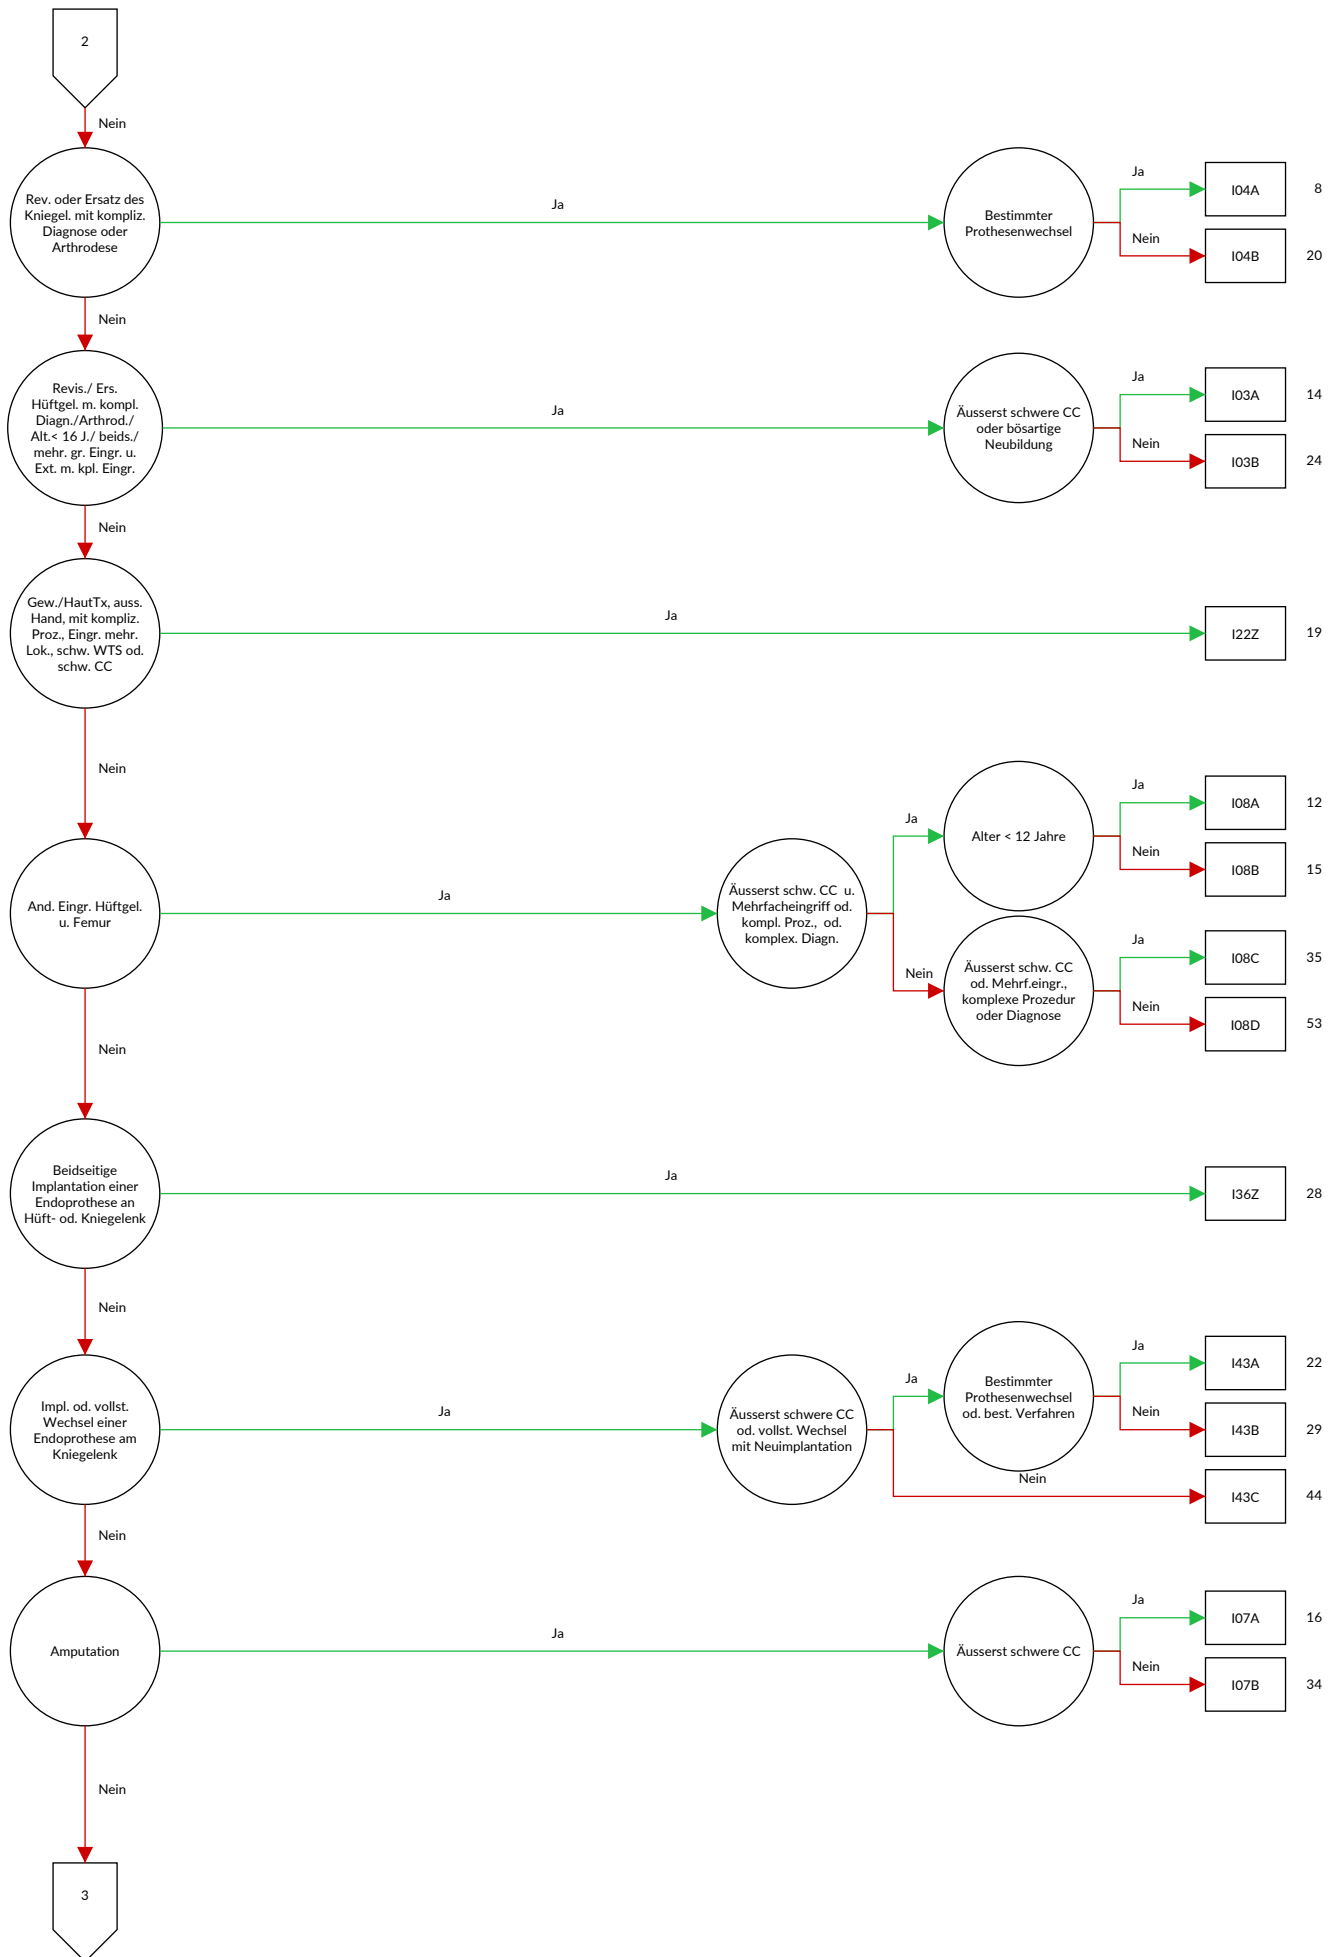 2
Nein
Rev. oder Ersatz des
Kniegel. mit kompliz.
Diagnose oder
Arthrodese
Ja
Bestimmter
Prothesenwechsel
Ja
I04A
8
Nein
I04B
20
Nein
Revis./ Ers.
Hüftgel. m. kompl.
Diagn./Arthrod./
Alt.< 16 J./ beids./
mehr. gr. Eingr. u.
Ext. m. kpl. Eingr.
Ja
Äusserst schwere CC
oder bösartige
Neubildung
Ja
I03A
14
Nein
I03B
24
Nein
Gew./HautTx, auss.
Hand, mit kompliz.
Proz., Eingr. mehr.
Lok., schw. WTS od.
schw. CC
Ja
I22Z
19
Nein
And. Eingr. Hüftgel.
u. Femur
Ja
Äusserst schw. CC u.
Mehrfacheingriff od.
kompl. Proz., od.
komplex. Diagn.
Ja
Alter < 12 Jahre
Ja
I08A
12
Nein
I08B
15
Nein
Äusserst schw. CC
od. Mehrf.eingr.,
komplexe Prozedur
oder Diagnose
Ja
I08C
35
Nein
I08D
53
Nein
Beidseitige
Implantation einer
Endoprothese an
Hüft- od. Kniegelenk
Ja
I36Z
28
Nein
Impl. od. vollst.
Wechsel einer
Endoprothese am
Kniegelenk
Ja
Äusserst schwere CC
od. vollst. Wechsel
mit Neuimplantation
Ja
Bestimmter
Prothesenwechsel
od. best. Verfahren
Ja
I43A
22
Nein
I43B
29
Nein
I43C
44
Nein
Amputation
Ja
Äusserst schwere CC
Ja
I07A
16
Nein
I07B
34
Nein
3